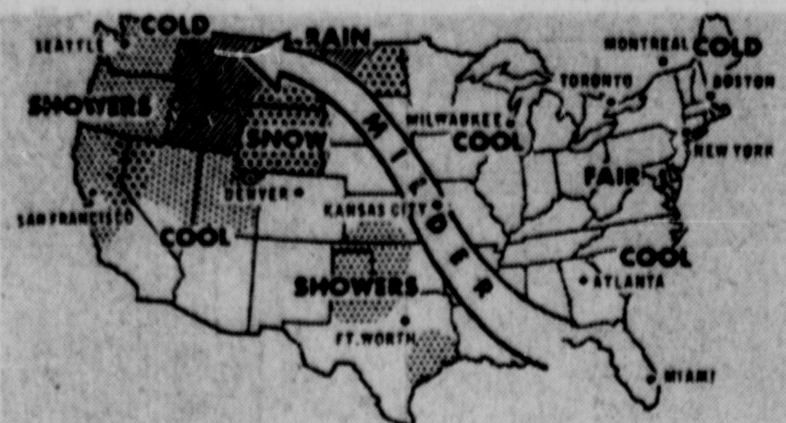 COLD
RAIN
SEATTLE
MONTREAL
COLD
TORONTO
BOSTON
SHOWERS
MILWAUKEE
SNOW
COOL
NEW YORK
FAIR
DENVER
KANSAS CITY
SAN FRANCISCO
COOL
MILDER
COOL
SHOWERS
ATLANTA
FT. WORTH
MIAMI